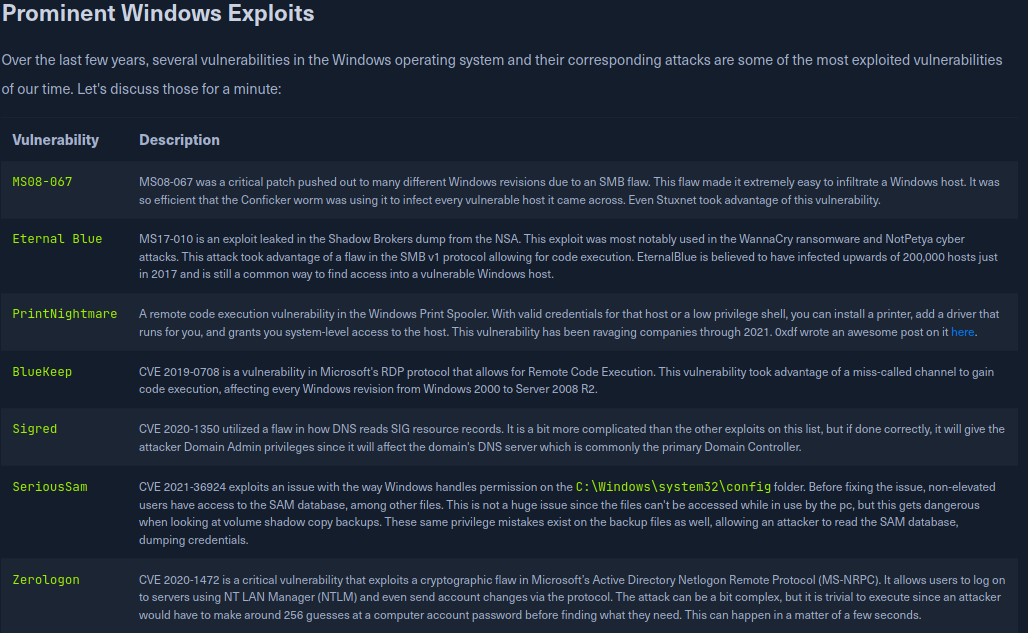 Prominent Windows Exploits
Over the last few years, several vulnerabilities in the Windows operating system and their corresponding attacks are some of the most exploited vulnerabilities
of our time. Let's discuss those for a minute:
Vulnerability Description
MS08-067 MS08-067 was a critical patch pushed out to many different Windows revisions due to an SMB flaw. This flaw made it extremely easy to infiltrate a Windows host. It was
so efficient that the Conficker worm was using it to infect every vulnerable host it came across. Even Stuxnet took advantage of this vulnerability.
Eternal Blue MS17-010 is an exploit leaked in the Shadow Brokers dump from the NSA. This exploit was most notably used in the WannaCry ransomware and NotPetya cyber
attacks. This attack took advantage of a flaw in the SMB v1 protocol allowing for code execution. EternalBlue is believed to have infected upwards of 200,000 hosts just
in 2017 and is still a common way to find access into a vulnerable Windows host.
PrintNightmare A remote code execution vulnerability in the Windows Print Spooler. With valid credentials for that host or a low privilege shell, you can install a printer, add a driver that
runs for you, and grants you system-level access to the host. This vulnerability has been ravaging companies through 2021. 0xdf wrote an awesome post on it here.
BlueKeep CVE 2019-0708 is a vulnerability in Microsoft's RDP protocol that allows for Remote Code Execution. This vulnerability took advantage of a miss-called channel to gain
code execution, affecting every Windows revision from Windows 2000 to Server 2008 R2.
Sigred CVE 2020-1350 utilized a flaw in how DNS reads SIG resource records. It is a bit more complicated than the other exploits on this list, but if done correctly, it will give the
attacker Domain Admin privileges since it will affect the domain's DNS server which is commonly the primary Domain Controller.
SeriousSam CVE 2021-36924 exploits an issue with the way Windows handles permission on the C:\Windows\system32\config folder. Before fixing the issue, non-elevated
users have access to the SAM database, among other files. This is not a huge issue since the files can't be accessed while in use by the pc, but this gets dangerous
when looking at volume shadow copy backups. These same privilege mistakes exist on the backup files as well, allowing an attacker to read the SAM database,
dumping credentials.
Zerologon CVE 2020-1472 is a critical vulnerability that exploits a cryptographic flaw in Microsoft's Active Directory Netlogon Remote Protocol (MS-NRPC). It allows users to log on
to servers using NT LAN Manager (NTLM) and even send account changes via the protocol. The attack can be a bit complex, but it is trivial to execute since an attacker
would have to make around 256 guesses at a computer account password before finding what they need. This can happen in a matter of a few seconds.